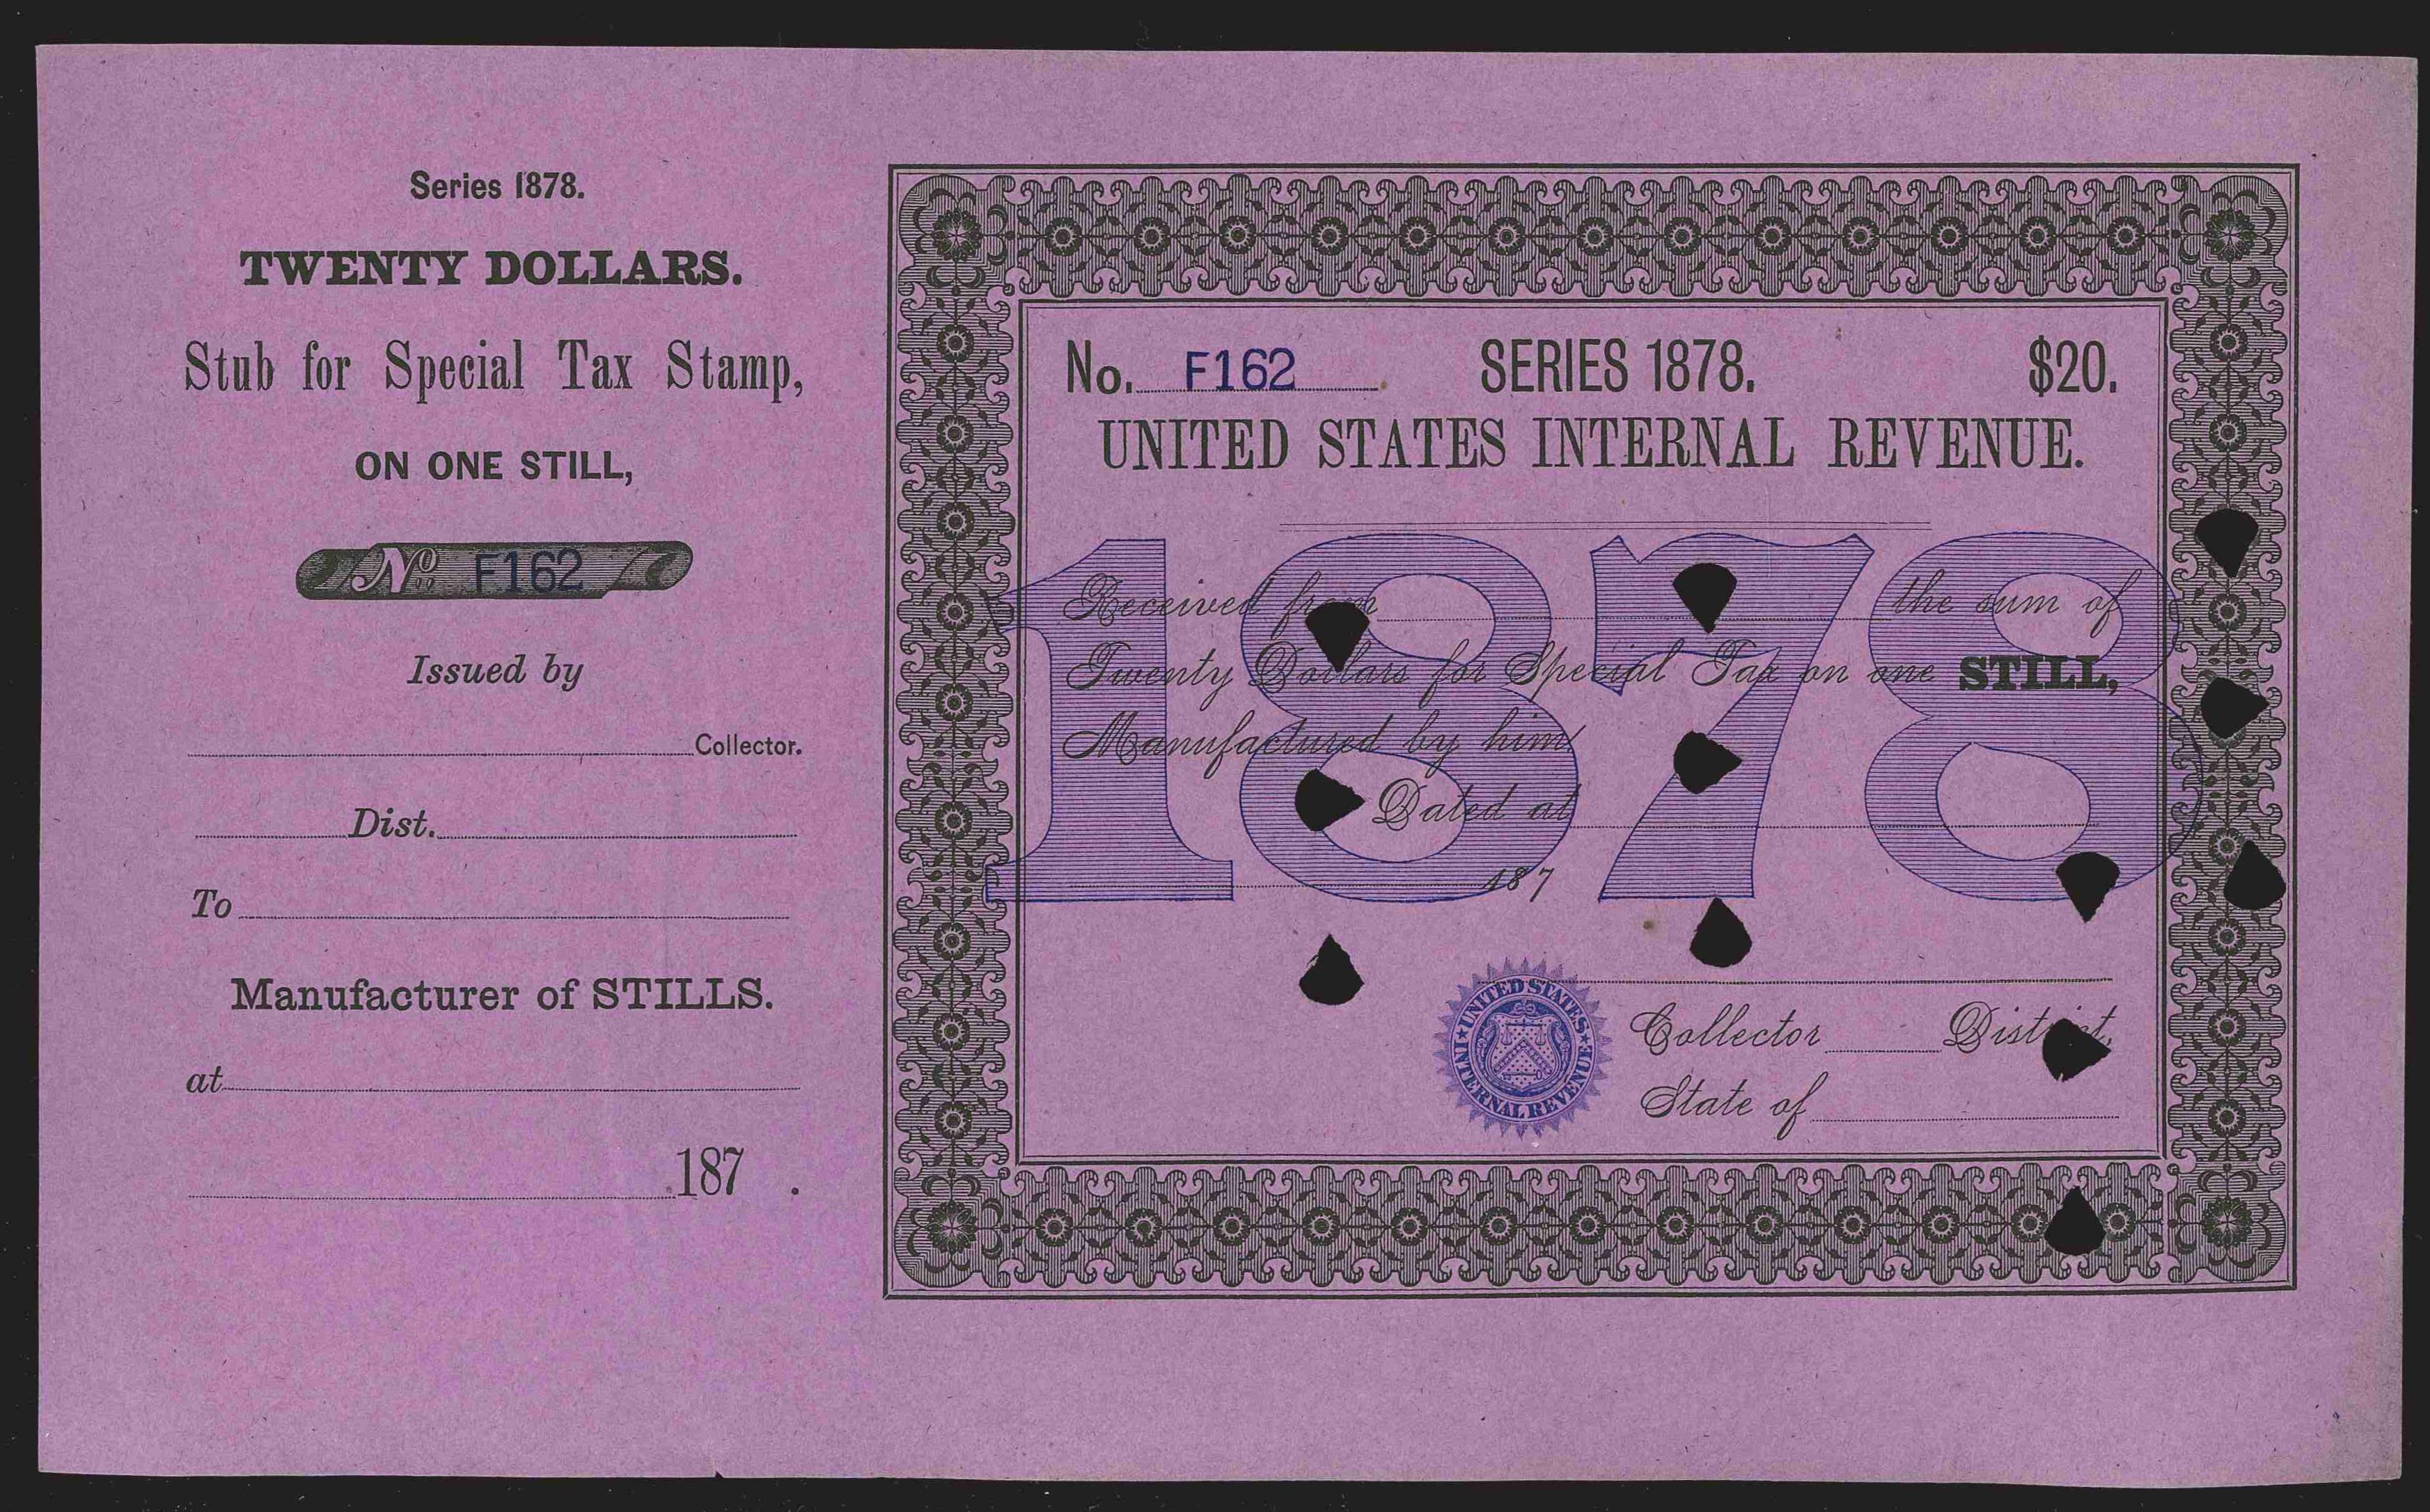 Series 1878.
TWENTY DOLLARS.
Stub for Special Tax Stamp,
ON ONE STILL,
No. F162
Issued by
Collector.
Dist.
To
Manufacturer of STILLS.
at
187 .
No. F162 SERIES 1878. $20.
UNITED STATES INTERNAL REVENUE.
1878
Received from the sum of
Twenty Dollars for Special Tax on one STILL,
Manufactured by him
Dated at
187
UNITED STATES INTERNAL REVENUE
Collector District,
State of